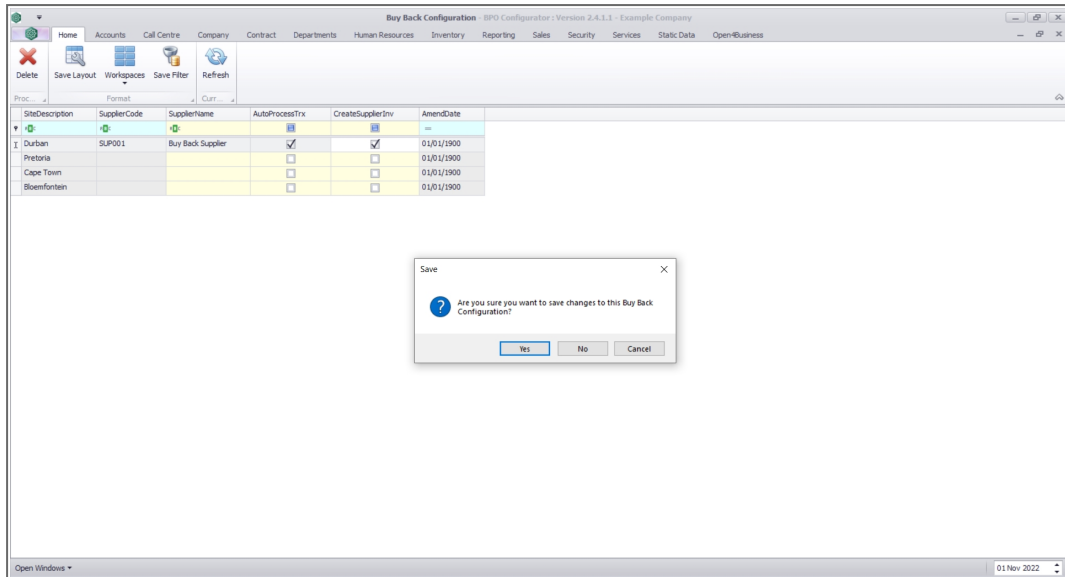 Buy Back Configuration - BPO Configurator : Version 2.4.1.1 - Example Company
Home Accounts Call Centre Company Contract Departments Human Resources Inventory Reporting Sales Security Services Static Data Open4Business
Delete Save Layout Workspaces Save Filter Refresh
Proc... Format Curr...
SiteDescription SupplierCode SupplierName AutoProcessTrx CreateSupplierInv AmendDate
=
Durban SUP001 Buy Back Supplier 01/01/1900
Pretoria 01/01/1900
Cape Town 01/01/1900
Bloemfontein 01/01/1900
Save
Are you sure you want to save changes to this Buy Back
Configuration?
Yes No Cancel
Open Windows 01 Nov 2022